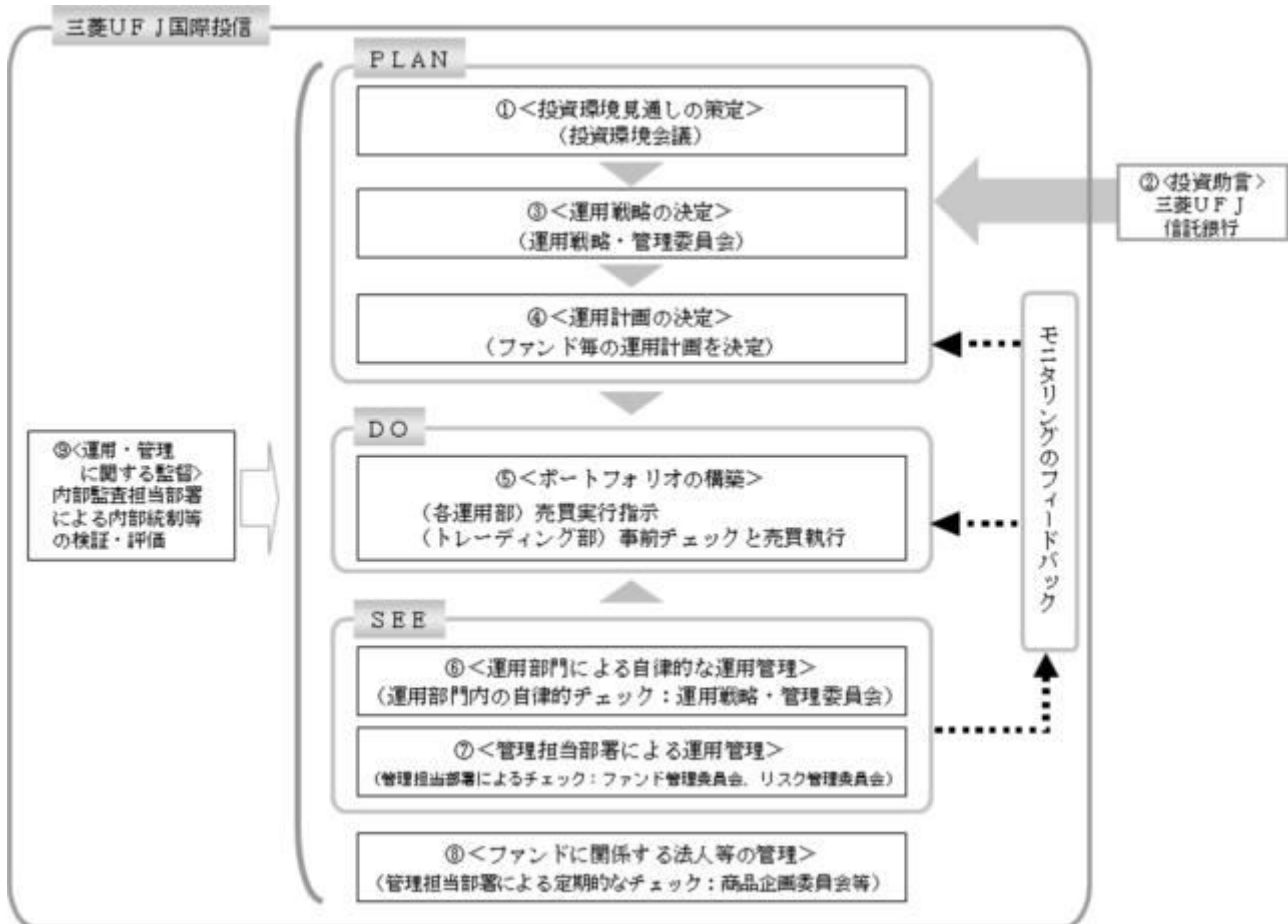 三菱ＵＦＪ国際投信
ＰＬＡＮ
①＜投資環境見通しの策定＞
（投資環境会議）
②＜投資助言＞
三菱ＵＦＪ
信託銀行
③＜運用戦略の決定＞
（運用戦略・管理委員会）
④＜運用計画の決定＞
（ファンド毎の運用計画を決定）
モニタリングのフィードバック
ＤＯ
⑤＜ポートフォリオの構築＞
（各運用部）売買実行指示
（トレーディング部）事前チェックと売買執行
⑨＜運用・管理
に関する監督＞
内部監査担当部署
による内部統制等
の検証・評価
ＳＥＥ
⑥＜運用部門による自律的な運用管理＞
（運用部門内の自律的チェック：運用戦略・管理委員会）
⑦＜管理担当部署による運用管理＞
（管理担当部署によるチェック：ファンド管理委員会、リスク管理委員会）
⑧＜ファンドに関係する法人等の管理＞
（管理担当部署による定期的なチェック：商品企画委員会等）